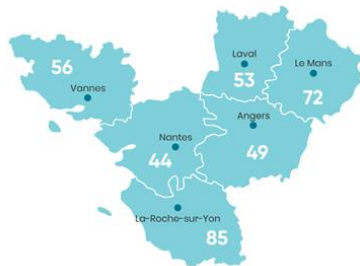 56
Vannes
Laval
53
Le Mans
72
Nantes
44
Angers
49
La-Roche-sur-Yon
85